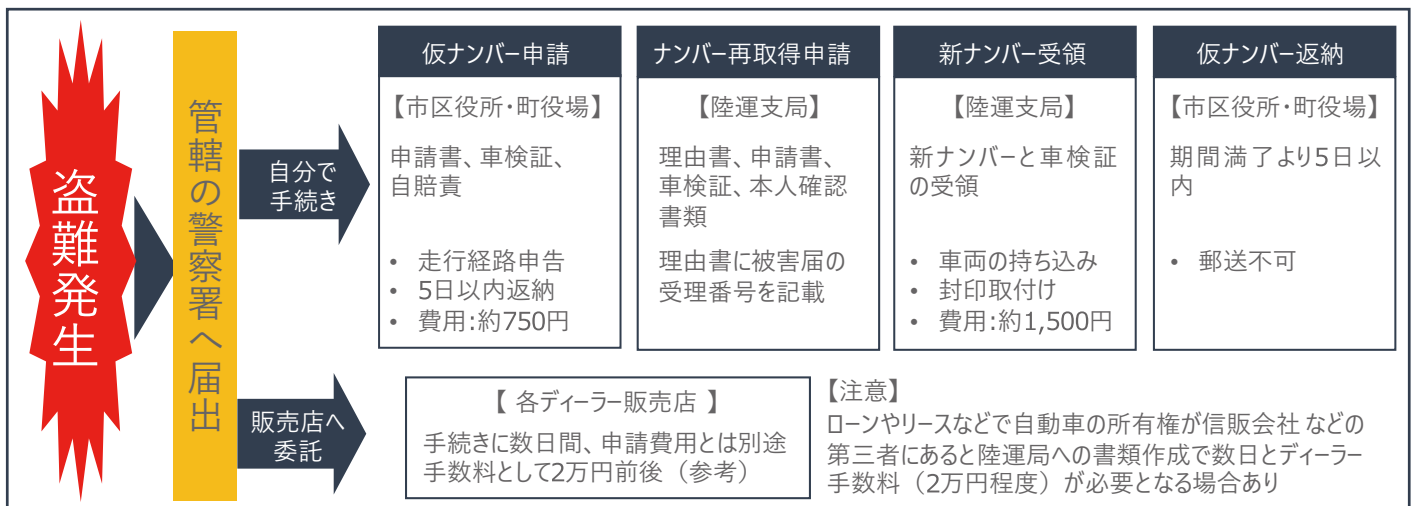 盗難発生
管轄の警察署へ届出
自分で
手続き
仮ナンバー申請
【市区役所・町役場】
申請書、車検証、
自賠責
• 走行経路申告
• 5日以内返納
• 費用:約750円
ナンバー再取得申請
【陸運支局】
理由書、申請書、
車検証、本人確認
書類
理由書に被害届の
受理番号を記載
新ナンバー受領
【陸運支局】
新ナンバーと車検証
の受領
• 車両の持ち込み
• 封印取付け
• 費用:約1,500円
仮ナンバー返納
【市区役所・町役場】
期間満了より5日以
内
• 郵送不可
販売店へ
委託
【 各ディーラー販売店 】
手続きに数日間、申請費用とは別途
手数料として2万円前後（参考）
【注意】
ローンやリースなどで自動車の所有権が信販会社 などの
第三者にあると陸運局への書類作成で数日とディーラー
手数料（2万円程度）が必要となる場合あり